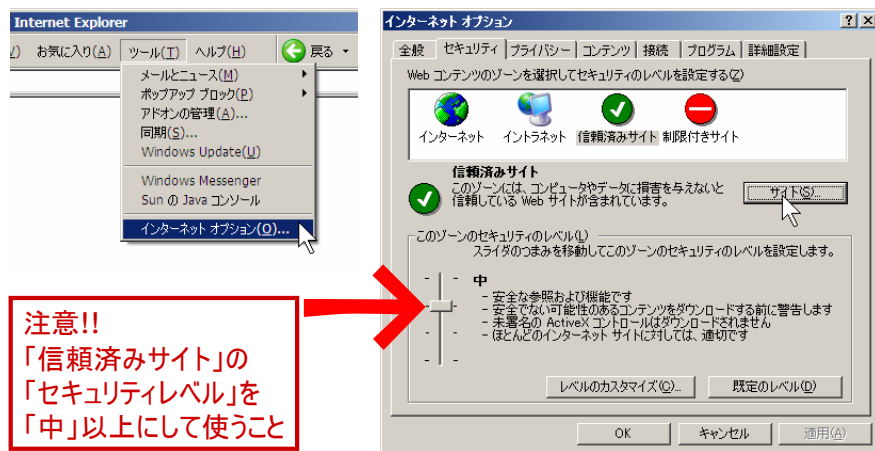 Internet Explorer
) お気に入り(A) ツール(T) ヘルプ(H) 戻る
メールとニュース(M)
ポップアップ ブロック(P)
アドオンの管理(A)...
同期(S)...
Windows Update(U)
Windows Messenger
Sun の Java コンソール
インターネット オプション(O)...
注意!!
「信頼済みサイト」の
「セキュリティレベル」を
「中」以上にして使うこと
インターネット オプション
全般 セキュリティ プライバシー コンテンツ 接続 プログラム 詳細設定
Web コンテンツのゾーンを選択してセキュリティのレベルを設定する(Z)
インターネット イントラネット 信頼済みサイト 制限付きサイト
信頼済みサイト
このゾーンには、コンピュータやデータに損害を与えないと
信頼している Web サイトが含まれています。
サイト(S)...
このゾーンのセキュリティのレベル(L)
スライダのつまみを移動してこのゾーンのセキュリティのレベルを設定します。
中
- 安全な参照および機能です
- 安全でない可能性のあるコンテンツをダウンロードする前に警告します
- 未署名の ActiveX コントロールはダウンロードされません
- ほとんどのインターネット サイトに対しては、適切です
レベルのカスタマイズ(C)... 既定のレベル(D)
OK キャンセル 適用(A)